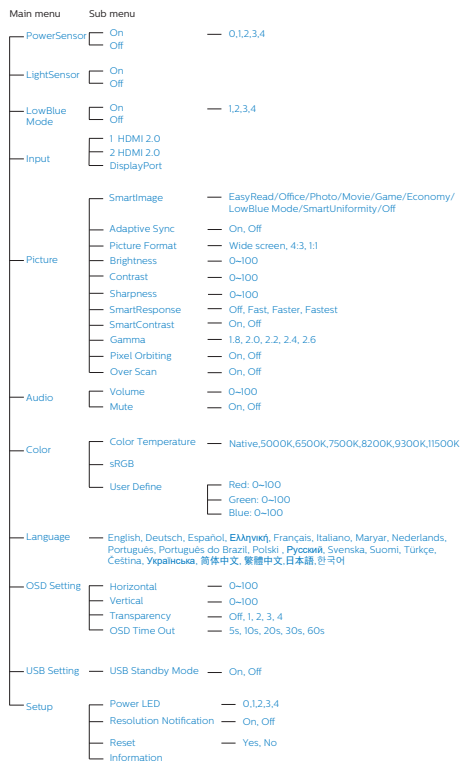 Main menu Sub menu
PowerSensor On 0,1,2,3,4
Off
LightSensor On
Off
LowBlue Mode On 1,2,3,4
Off
Input 1 HDMI 2.0
2 HDMI 2.0
DisplayPort
Picture SmartImage EasyRead/Office/Photo/Movie/Game/Economy/
LowBlue Mode/SmartUniformity/Off
Adaptive Sync On, Off
Picture Format Wide screen, 4:3, 1:1
Brightness 0~100
Contrast 0~100
Sharpness 0~100
SmartResponse Off, Fast, Faster, Fastest
SmartContrast On, Off
Gamma 1.8, 2.0, 2.2, 2.4, 2.6
Pixel Orbiting On, Off
Over Scan On, Off
Audio Volume 0~100
Mute On, Off
Color Color Temperature Native,5000K,6500K,7500K,8200K,9300K,11500K
sRGB
User Define Red: 0~100
Green: 0~100
Blue: 0~100
Language English, Deutsch, Español, Ελληνική, Français, Italiano, Maryar, Nederlands,
Português, Português do Brazil, Polski , Русский, Svenska, Suomi, Türkçe,
Čeština, Українська, 简体中文, 繁體中文,日本語,한국어
OSD Setting Horizontal 0~100
Vertical 0~100
Transparency Off, 1, 2, 3, 4
OSD Time Out 5s, 10s, 20s, 30s, 60s
USB Setting USB Standby Mode On, Off
Setup Power LED 0,1,2,3,4
Resolution Notification On, Off
Reset Yes, No
Information